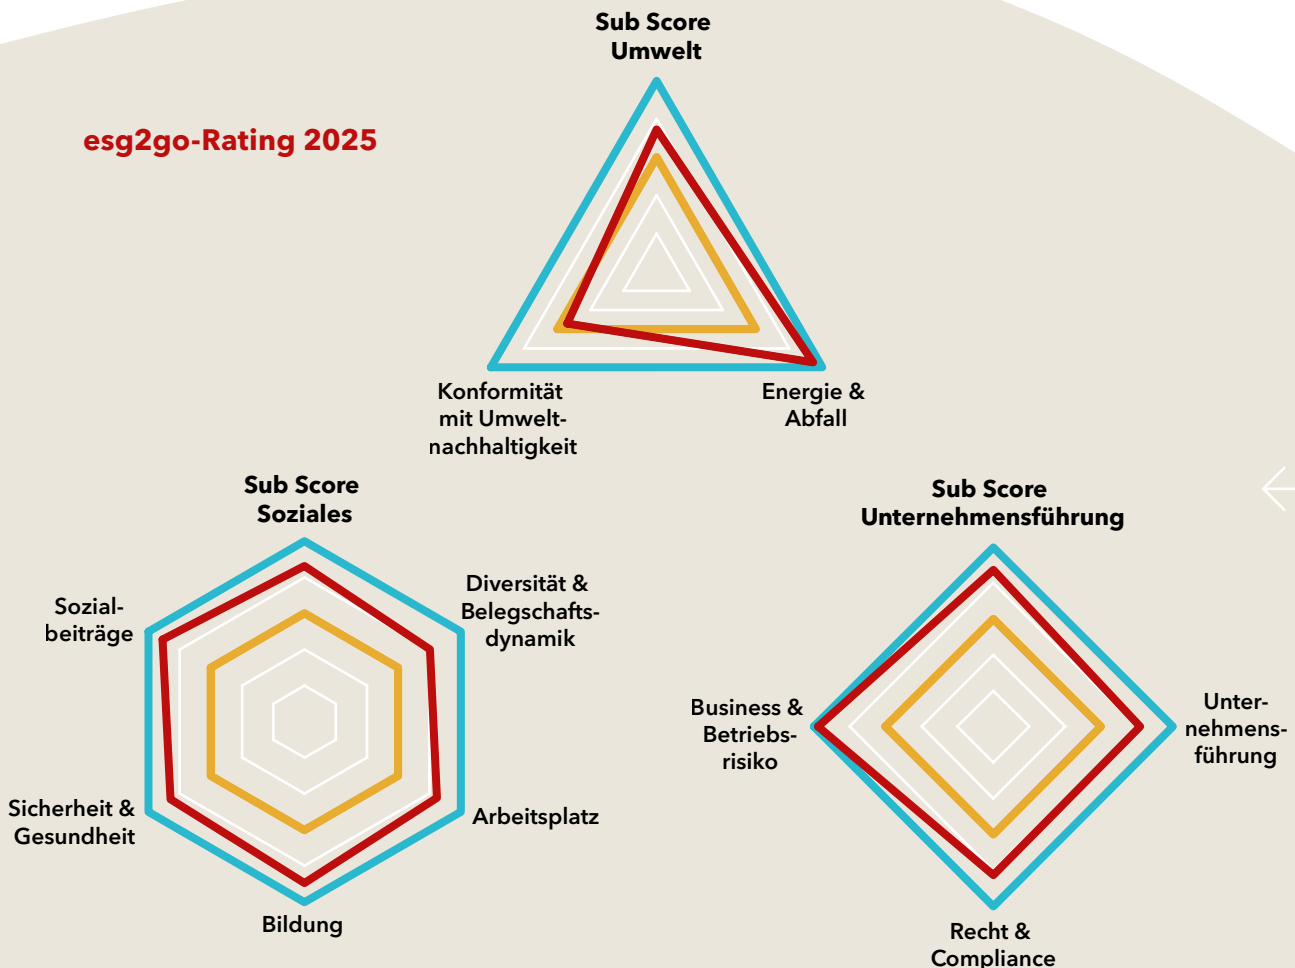 Sub Score
Umwelt
esg2go-Rating 2025
Konformität
mit Umwelt-
nachhaltigkeit
Energie &
Abfall
Sub Score
Soziales
Sozial-
beiträge
Diversität &
Belegschafts-
dynamik
Sicherheit &
Gesundheit
Arbeitsplatz
Bildung
Sub Score
Unternehmensführung
Business &
Betriebs-
risiko
Unter-
nehmens-
führung
Recht &
Compliance